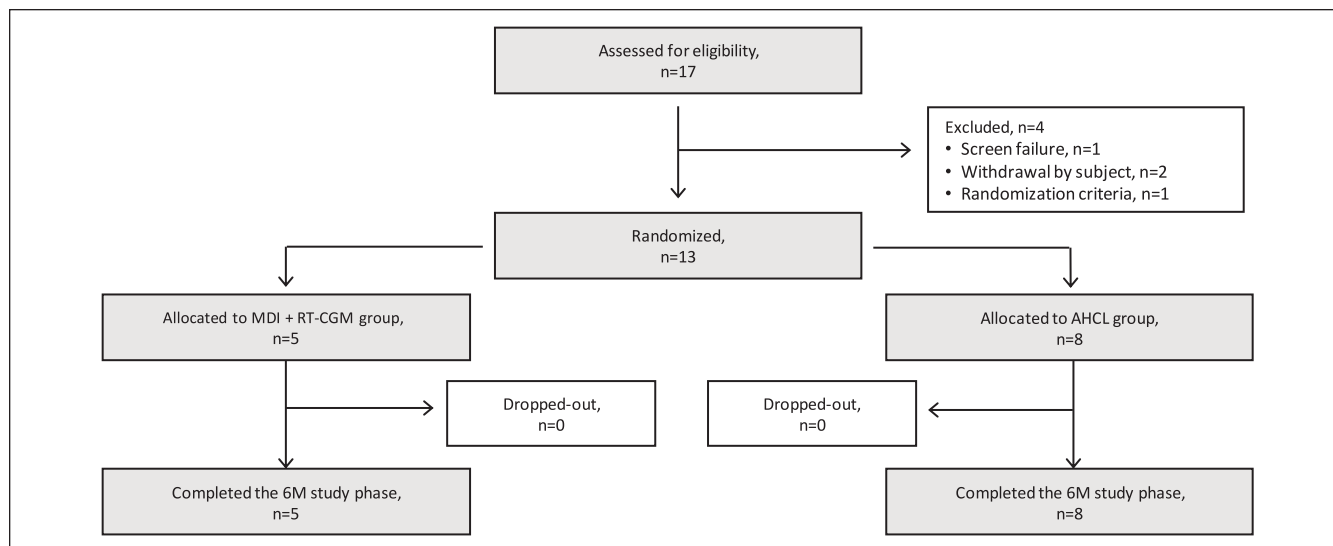 Assessed for eligibility,
n=17
Excluded, n=4
• Screen failure, n=1
• Withdrawal by subject, n=2
• Randomization criteria, n=1
Randomized,
n=13
Allocated to MDI + RT-CGM group,
n=5
Allocated to AHCL group,
n=8
Dropped-out,
n=0
Dropped-out,
n=0
Completed the 6M study phase,
n=5
Completed the 6M study phase,
n=8